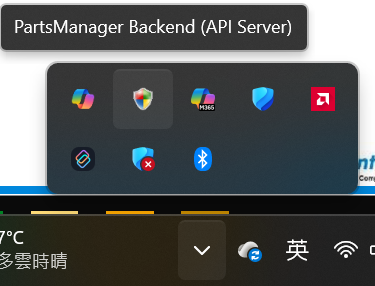 PartsManager Backend (API Server)
M365
7°C
多雲時晴
英